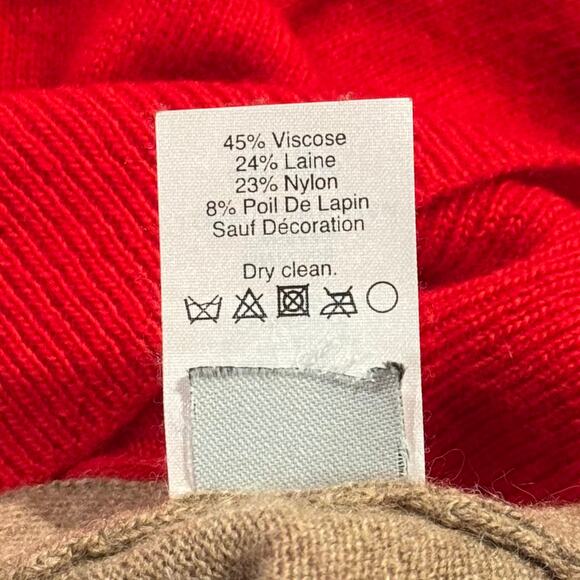 45% Viscose
24% Laine
23% Nylon
8% Poil De Lapin
Sauf Décoration
Dry clean.